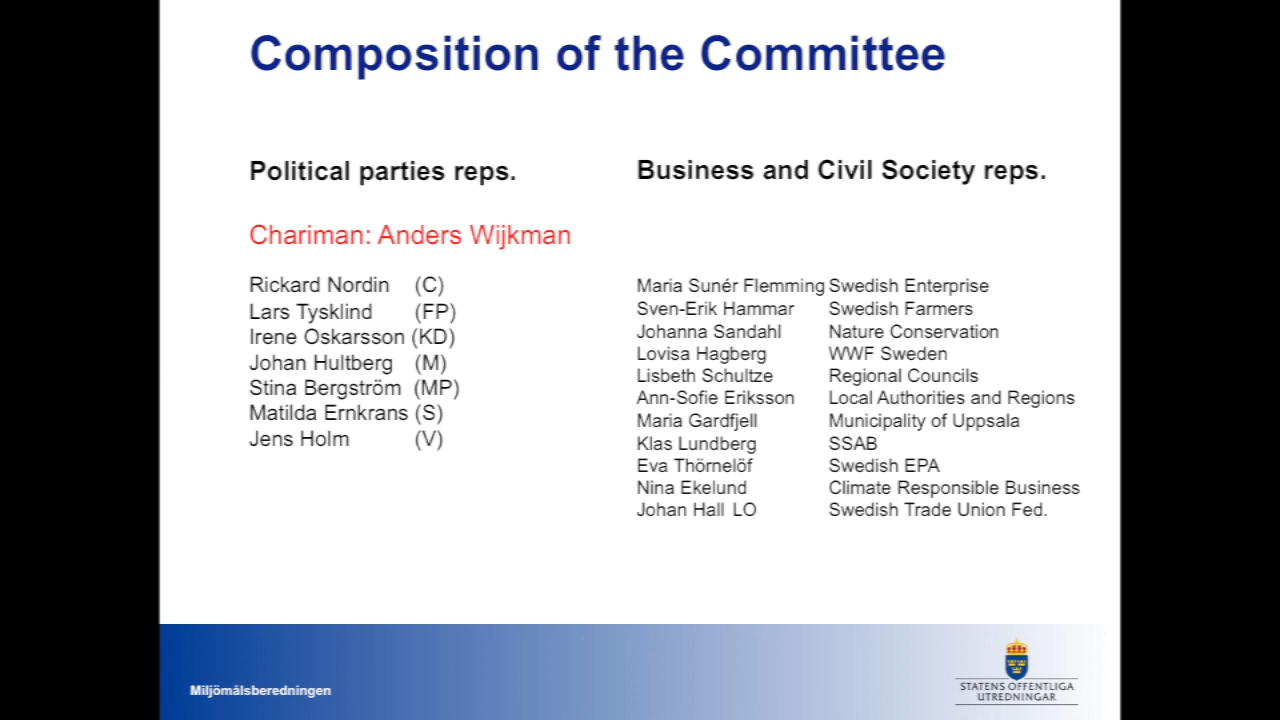 Composition of the Committee
Political parties reps.
Chariman: Anders Wijkman
Rickard Nordin (C)
Lars Tysklind (FP)
Irene Oskarsson (KD)
Johan Hultberg (M)
Stina Bergström (MP)
Matilda Ernkrans (S)
Jens Holm (V)
Business and Civil Society reps.
Maria Sunér Flemming Swedish Enterprise
Sven-Erik Hammar Swedish Farmers
Johanna Sandahl Nature Conservation
Lovisa Hagberg WWF Sweden
Lisbeth Schultze Regional Councils
Ann-Sofie Eriksson Local Authorities and Regions
Maria Gardfjell Municipality of Uppsala
Klas Lundberg SSAB
Eva Thörnelöf Swedish EPA
Nina Ekelund Climate Responsible Business
Johan Hall LO Swedish Trade Union Fed.
Miljömålsberedningen
STATENS OFFENTLIGA
UTREDNINGAR